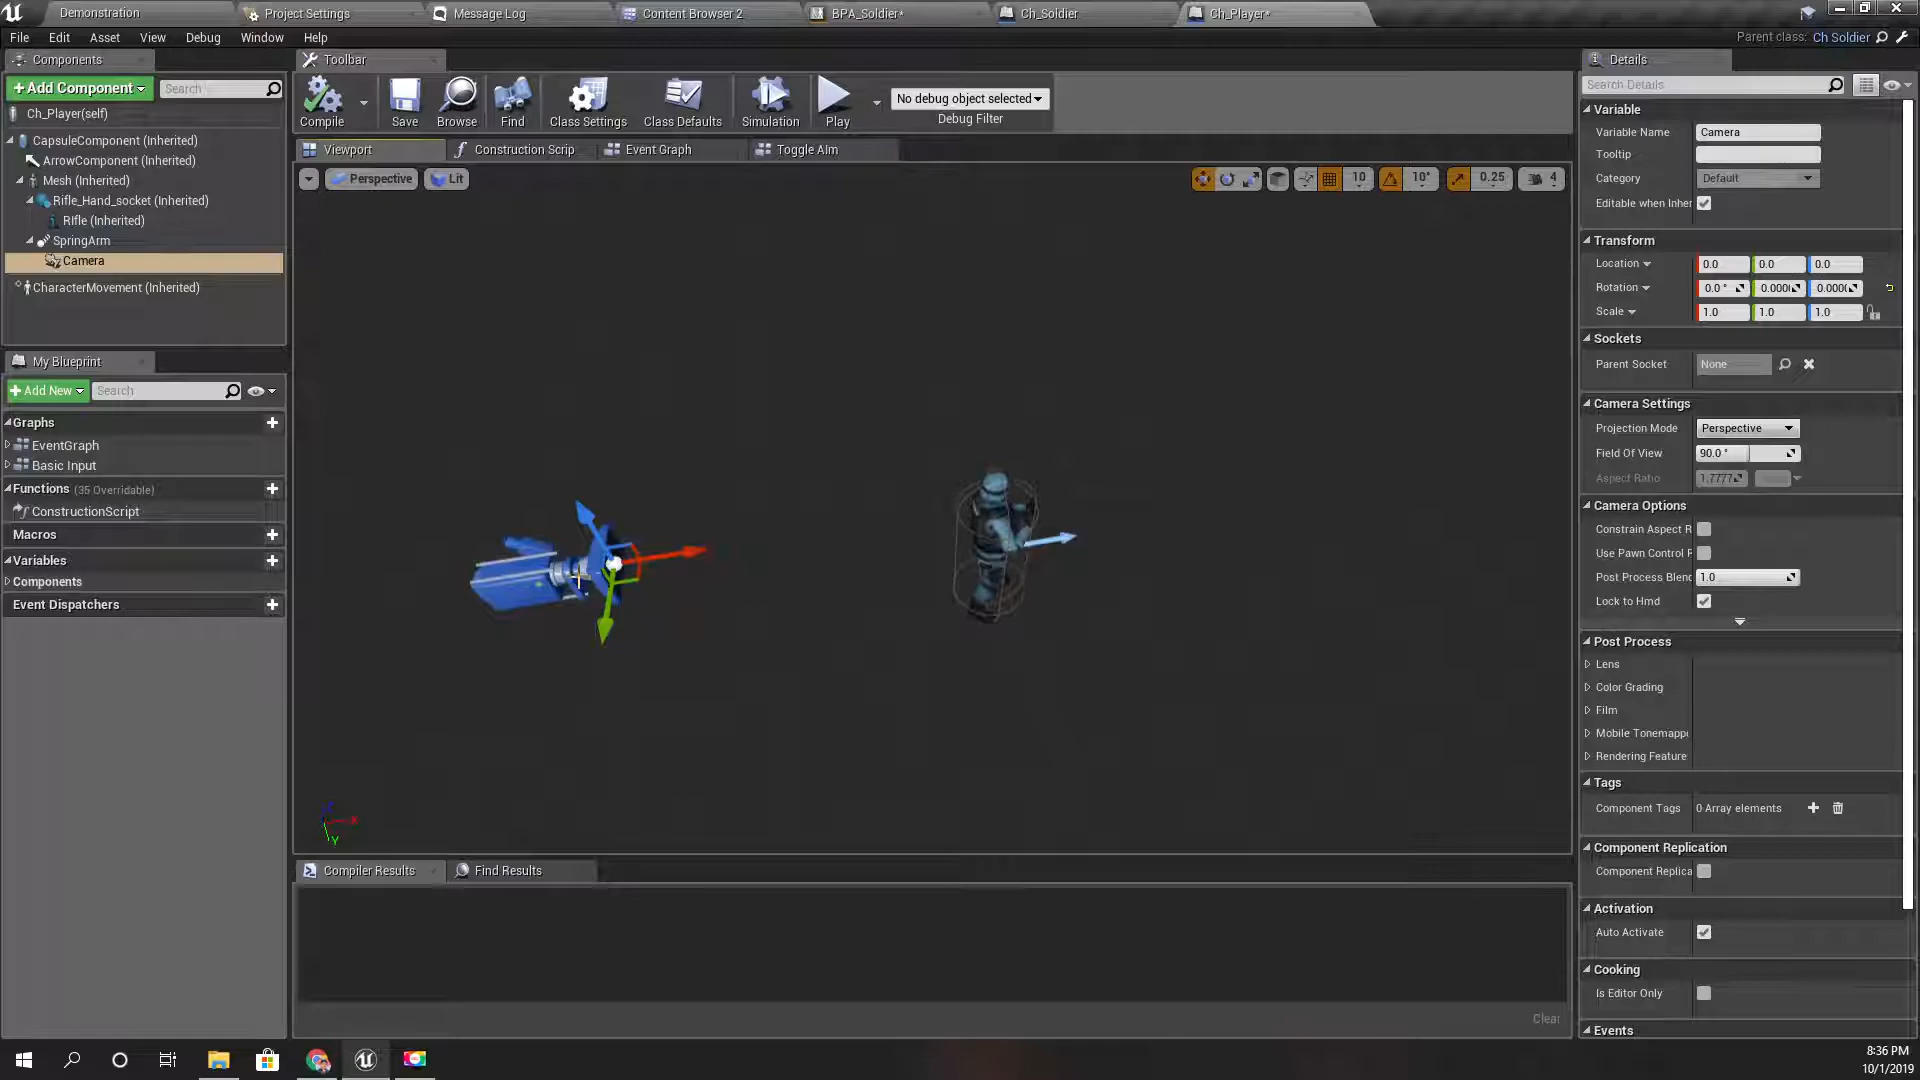 Demonstration
Project Settings
Message Log
Content Browser 2
BPA_Soldier*
Ch_Soldier
Ch_Player*
File Edit Asset View Debug Window Help
Parent class: Ch Soldier
Components
Toolbar
Details
+Add Component
Search
Search Details
Compile
Save
Browse
Find
Class Settings
Class Defaults
Simulation
Play
No debug object selected
Debug Filter
Ch_Player(self)
CapsuleComponent (Inherited)
ArrowComponent (Inherited)
Mesh (Inherited)
Rifle_Hand_socket (Inherited)
RIfle (Inherited)
SpringArm
Camera
CharacterMovement (Inherited)
My Blueprint
+Add New
Search
Graphs
EventGraph
Basic Input
Functions (35 Overridable)
ConstructionScript
Macros
Variables
Components
Event Dispatchers
Viewport
Construction Scrip
Event Graph
Toggle AIm
Perspective
Lit
10
10°
0.25
4
X
Y
Compiler Results
Find Results
Clear
Variable
Variable Name Camera
Tooltip
Category Default
Editable when Inher
Transform
Location 0.0 0.0 0.0
Rotation 0.0 ° 0.000 0.000
Scale 1.0 1.0 1.0
Sockets
Parent Socket None
Camera Settings
Projection Mode Perspective
Field Of View 90.0 °
Aspect Ratio 1.7777
Camera Options
Constrain Aspect R
Use Pawn Control R
Post Process Blend 1.0
Lock to Hmd
Post Process
Lens
Color Grading
Film
Mobile Tonemapp
Rendering Feature
Tags
Component Tags 0 Array elements
Component Replication
Component Replica
Activation
Auto Activate
Cooking
Is Editor Only
Events
8:36 PM
10/1/2019